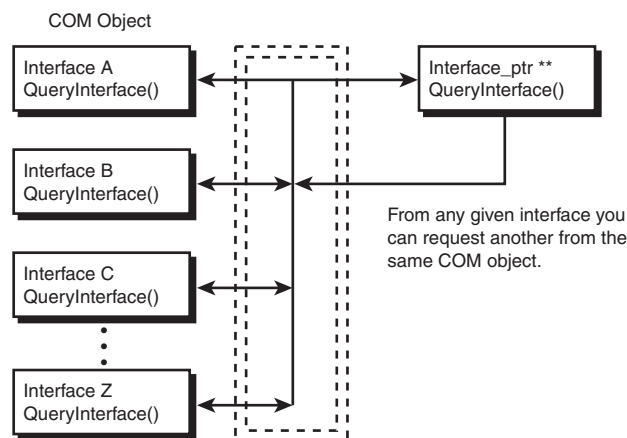 COM Object
Interface A
QueryInterface()
Interface_ptr **
QueryInterface()
Interface B
QueryInterface()
From any given interface you
can request another from the
same COM object.
Interface C
QueryInterface()
Interface Z
QueryInterface()